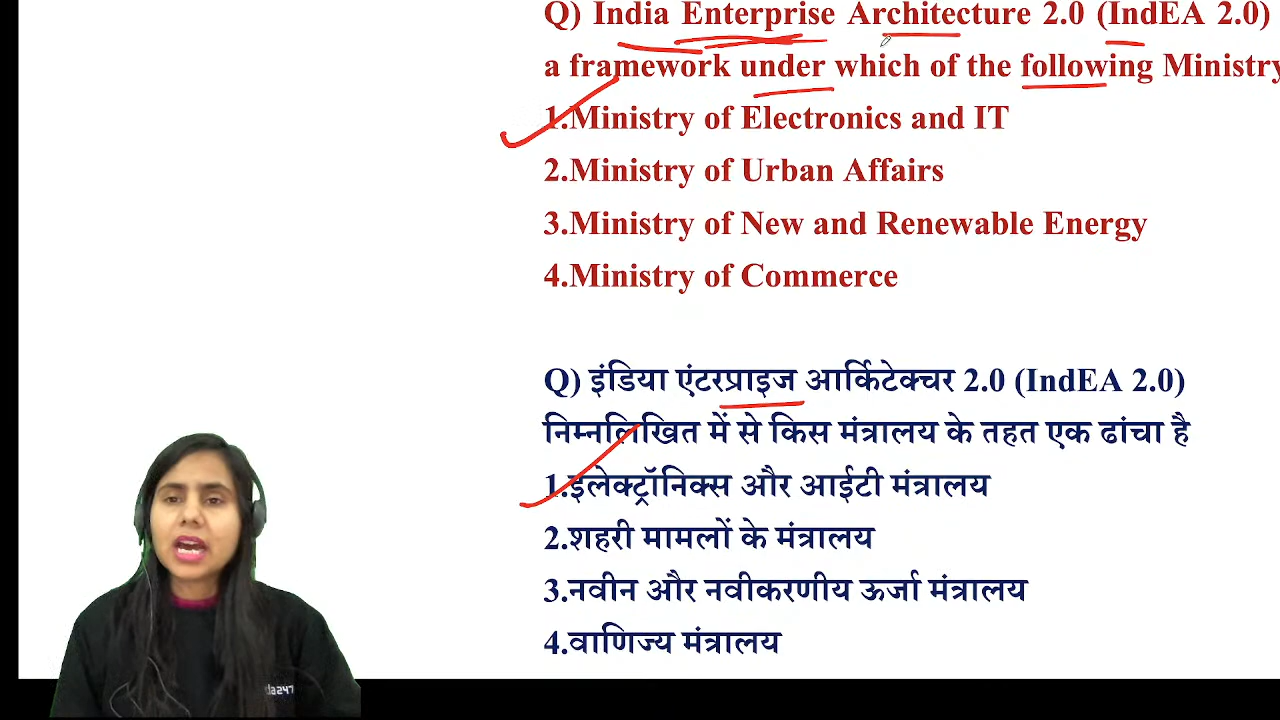 Q) India Enterprise Architecture 2.0 (IndEA 2.0)
a framework under which of the following Ministry
1.Ministry of Electronics and IT
2.Ministry of Urban Affairs
3.Ministry of New and Renewable Energy
4.Ministry of Commerce
Q) इंडिया एंटरप्राइज आर्किटेक्चर 2.0 (IndEA 2.0)
निम्नलिखित में से किस मंत्रालय के तहत एक ढांचा है
1.इलेक्ट्रॉनिक्स और आईटी मंत्रालय
2.शहरी मामलों के मंत्रालय
3.नवीन और नवीकरणीय ऊर्जा मंत्रालय
4.वाणिज्य मंत्रालय
da247